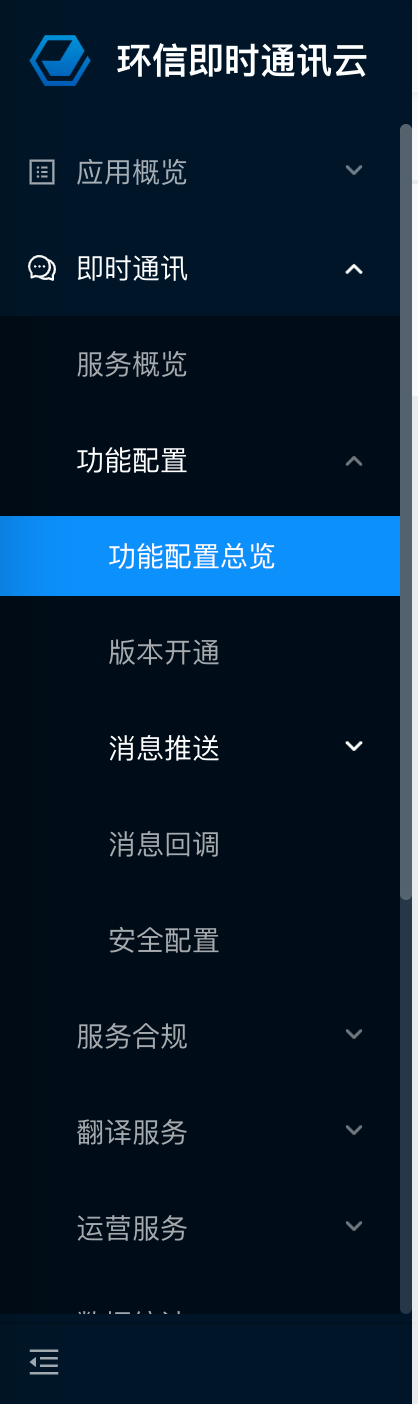 环信即时通讯云
应用概览
即时通讯
服务概览
功能配置
功能配置总览
版本开通
消息推送
消息回调
安全配置
服务合规
翻译服务
运营服务